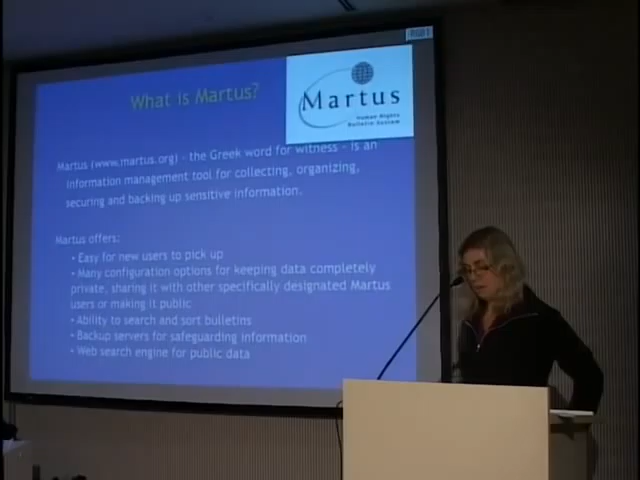 RGB1
What is Martus?
Martus
Human Rights
Bulletin System
Martus (www.martus.org) - the Greek word for witness - is an
information management tool for collecting, organizing,
securing and backing up sensitive information.
Martus offers:
• Easy for new users to pick up
• Many configuration options for keeping data completely
private, sharing it with other specifically designated Martus
users or making it public
• Ability to search and sort bulletins
• Backup servers for safeguarding information
• Web search engine for public data